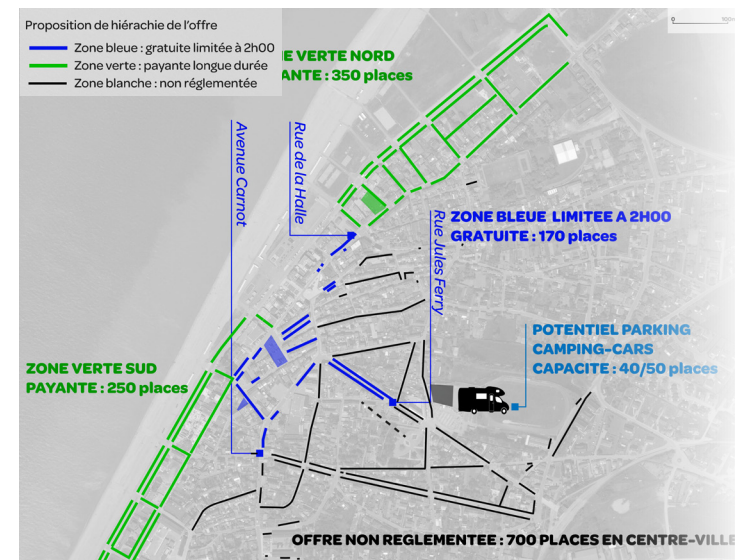 Proposition de hiérachie de l'offre
Zone bleue : gratuite limitée à 2h00
Zone verte : payante longue durée
Zone blanche : non réglementée
E VERTE NORD
ANTE : 350 places
Avenue Carnot
Rue de la Halle
Rue Jules Ferry
ZONE BLEUE LIMITEE A 2H00
GRATUITE : 170 places
POTENTIEL PARKING
CAMPING-CARS
CAPACITE : 40/50 places
ZONE VERTE SUD
PAYANTE : 250 places
OFFRE NON REGLEMENTEE : 700 PLACES EN CENTRE-VILLE
0